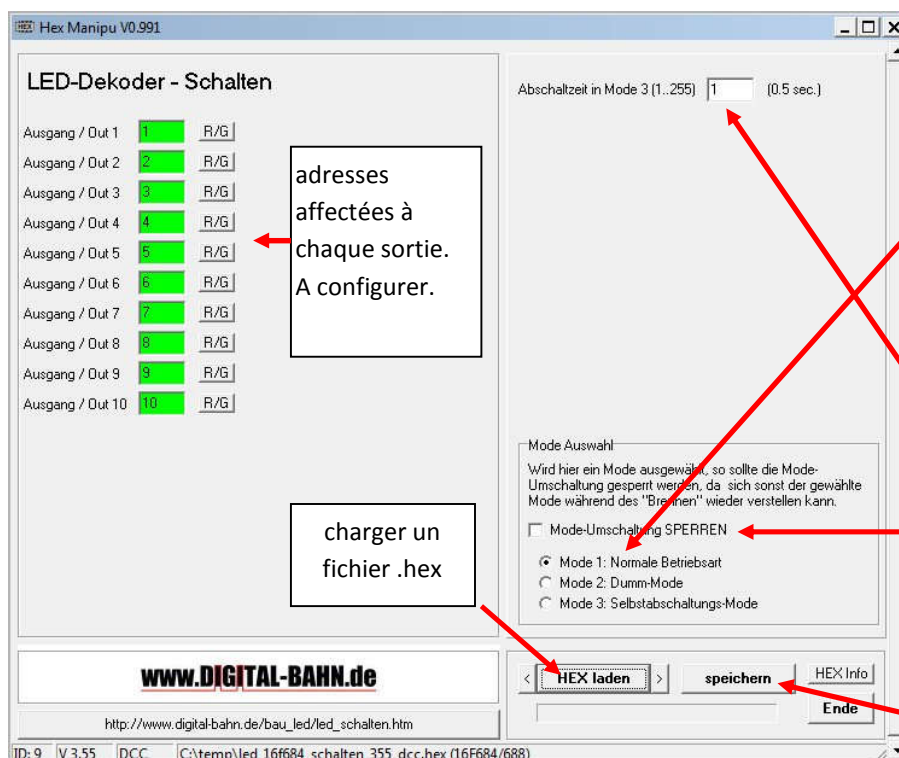 HEX Hex Manipu V0.991
LED-Dekoder - Schalten
Ausgang / Out 1 1 R/G
Ausgang / Out 2 2 R/G
Ausgang / Out 3 3 R/G
Ausgang / Out 4 4 R/G
Ausgang / Out 5 5 R/G
Ausgang / Out 6 6 R/G
Ausgang / Out 7 7 R/G
Ausgang / Out 8 8 R/G
Ausgang / Out 9 9 R/G
Ausgang / Out 10 10 R/G
adresses
affectées à
chaque sortie.
A configurer.
charger un
fichier .hex
Abschaltzeit in Mode 3 (1..255) 1 (0.5 sec.)
Mode Auswahl
Wird hier ein Mode ausgewählt, so sollte die Mode-
Umschaltung gesperrt werden, da sich sonst der gewählte
Mode während des "Brennen" wieder verstellen kann.
Mode-Umschaltung SPERREN
Mode 1: Normale Betriebsart
Mode 2: Dumm-Mode
Mode 3: Selbstabschaltungs-Mode
www.DIGITAL-BAHN.de
http://www.digital-bahn.de/bau_led/led_schalten.htm
< HEX laden > speichern HEX Info
Ende
ID: 9 V 3.55 DCC C:\temp\led_16f684_schalten_355_dcc.hex (16F684/688)